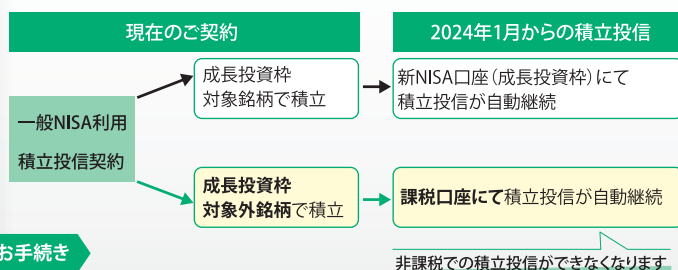 現在のご契約
2024年1月からの積立投信
成長投資枠
対象銘柄で積立
新NISA口座(成長投資枠)にて
積立投信が自動継続
一般NISA利用
積立投信契約
成長投資枠
対象外銘柄で積立
課税口座にて積立投信が自動継続
お手続き
非課税での積立投信ができなくなります